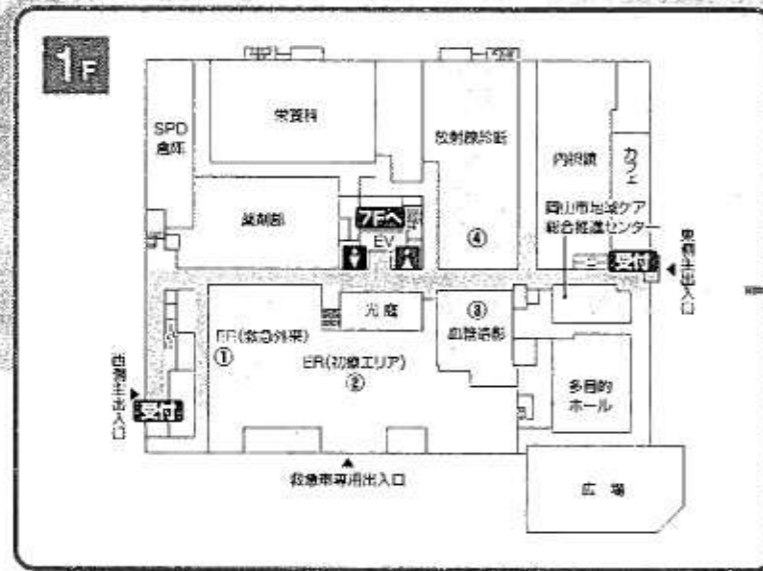 1F
SPD
倉庫
栄養科
放射線診断
内視鏡
カフェ
薬剤部
7Fへ
EV
④
岡山市地域ケア
総合推進センター
受付
東側主出入口
ER(救急外来)
①
光庭
③
血管造影
ER(初療エリア)
②
多目的
ホール
西側主出入口
受付
救急車専用出入口
広場